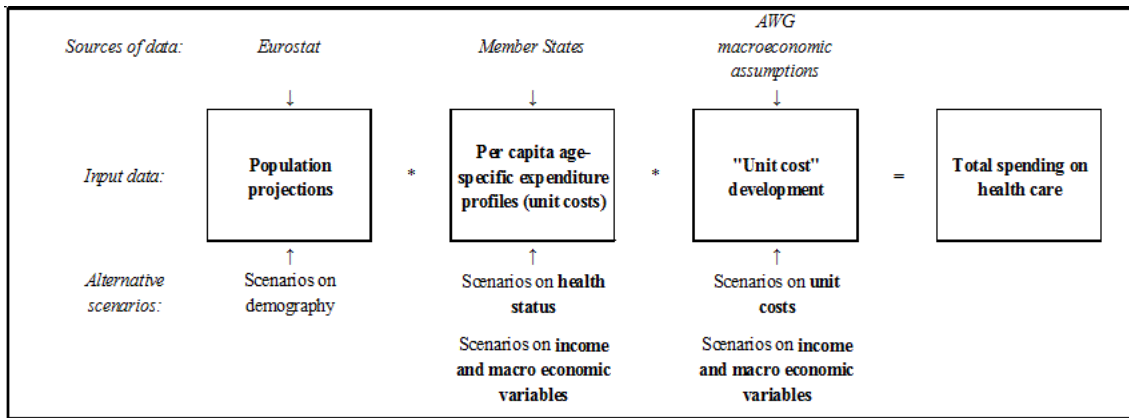 Sources of data:
Eurostat
Member States
AWG
macroeconomic
assumptions
↓
↓
↓
Input data:
Population
projections
*
Per capita age-
specific expenditure
profiles (unit costs)
*
"Unit cost"
development
=
Total spending on
health care
↑
↑
↑
Alternative
scenarios:
Scenarios on
demography
Scenarios on health
status
Scenarios on income
and macro economic
variables
Scenarios on unit
costs
Scenarios on income
and macro economic
variables